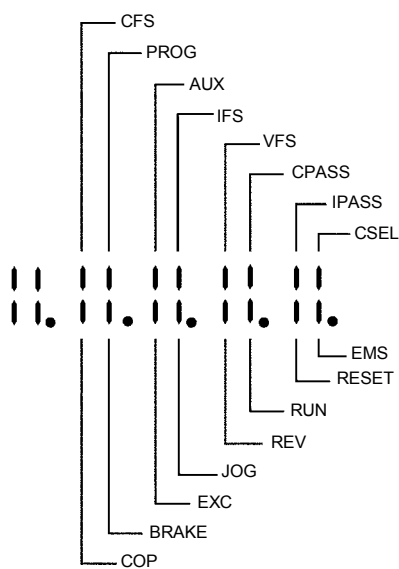 CFS
PROG
AUX
IFS
VFS
CPASS
IPASS
CSEL
EMS
RESET
RUN
REV
JOG
EXC
BRAKE
COP